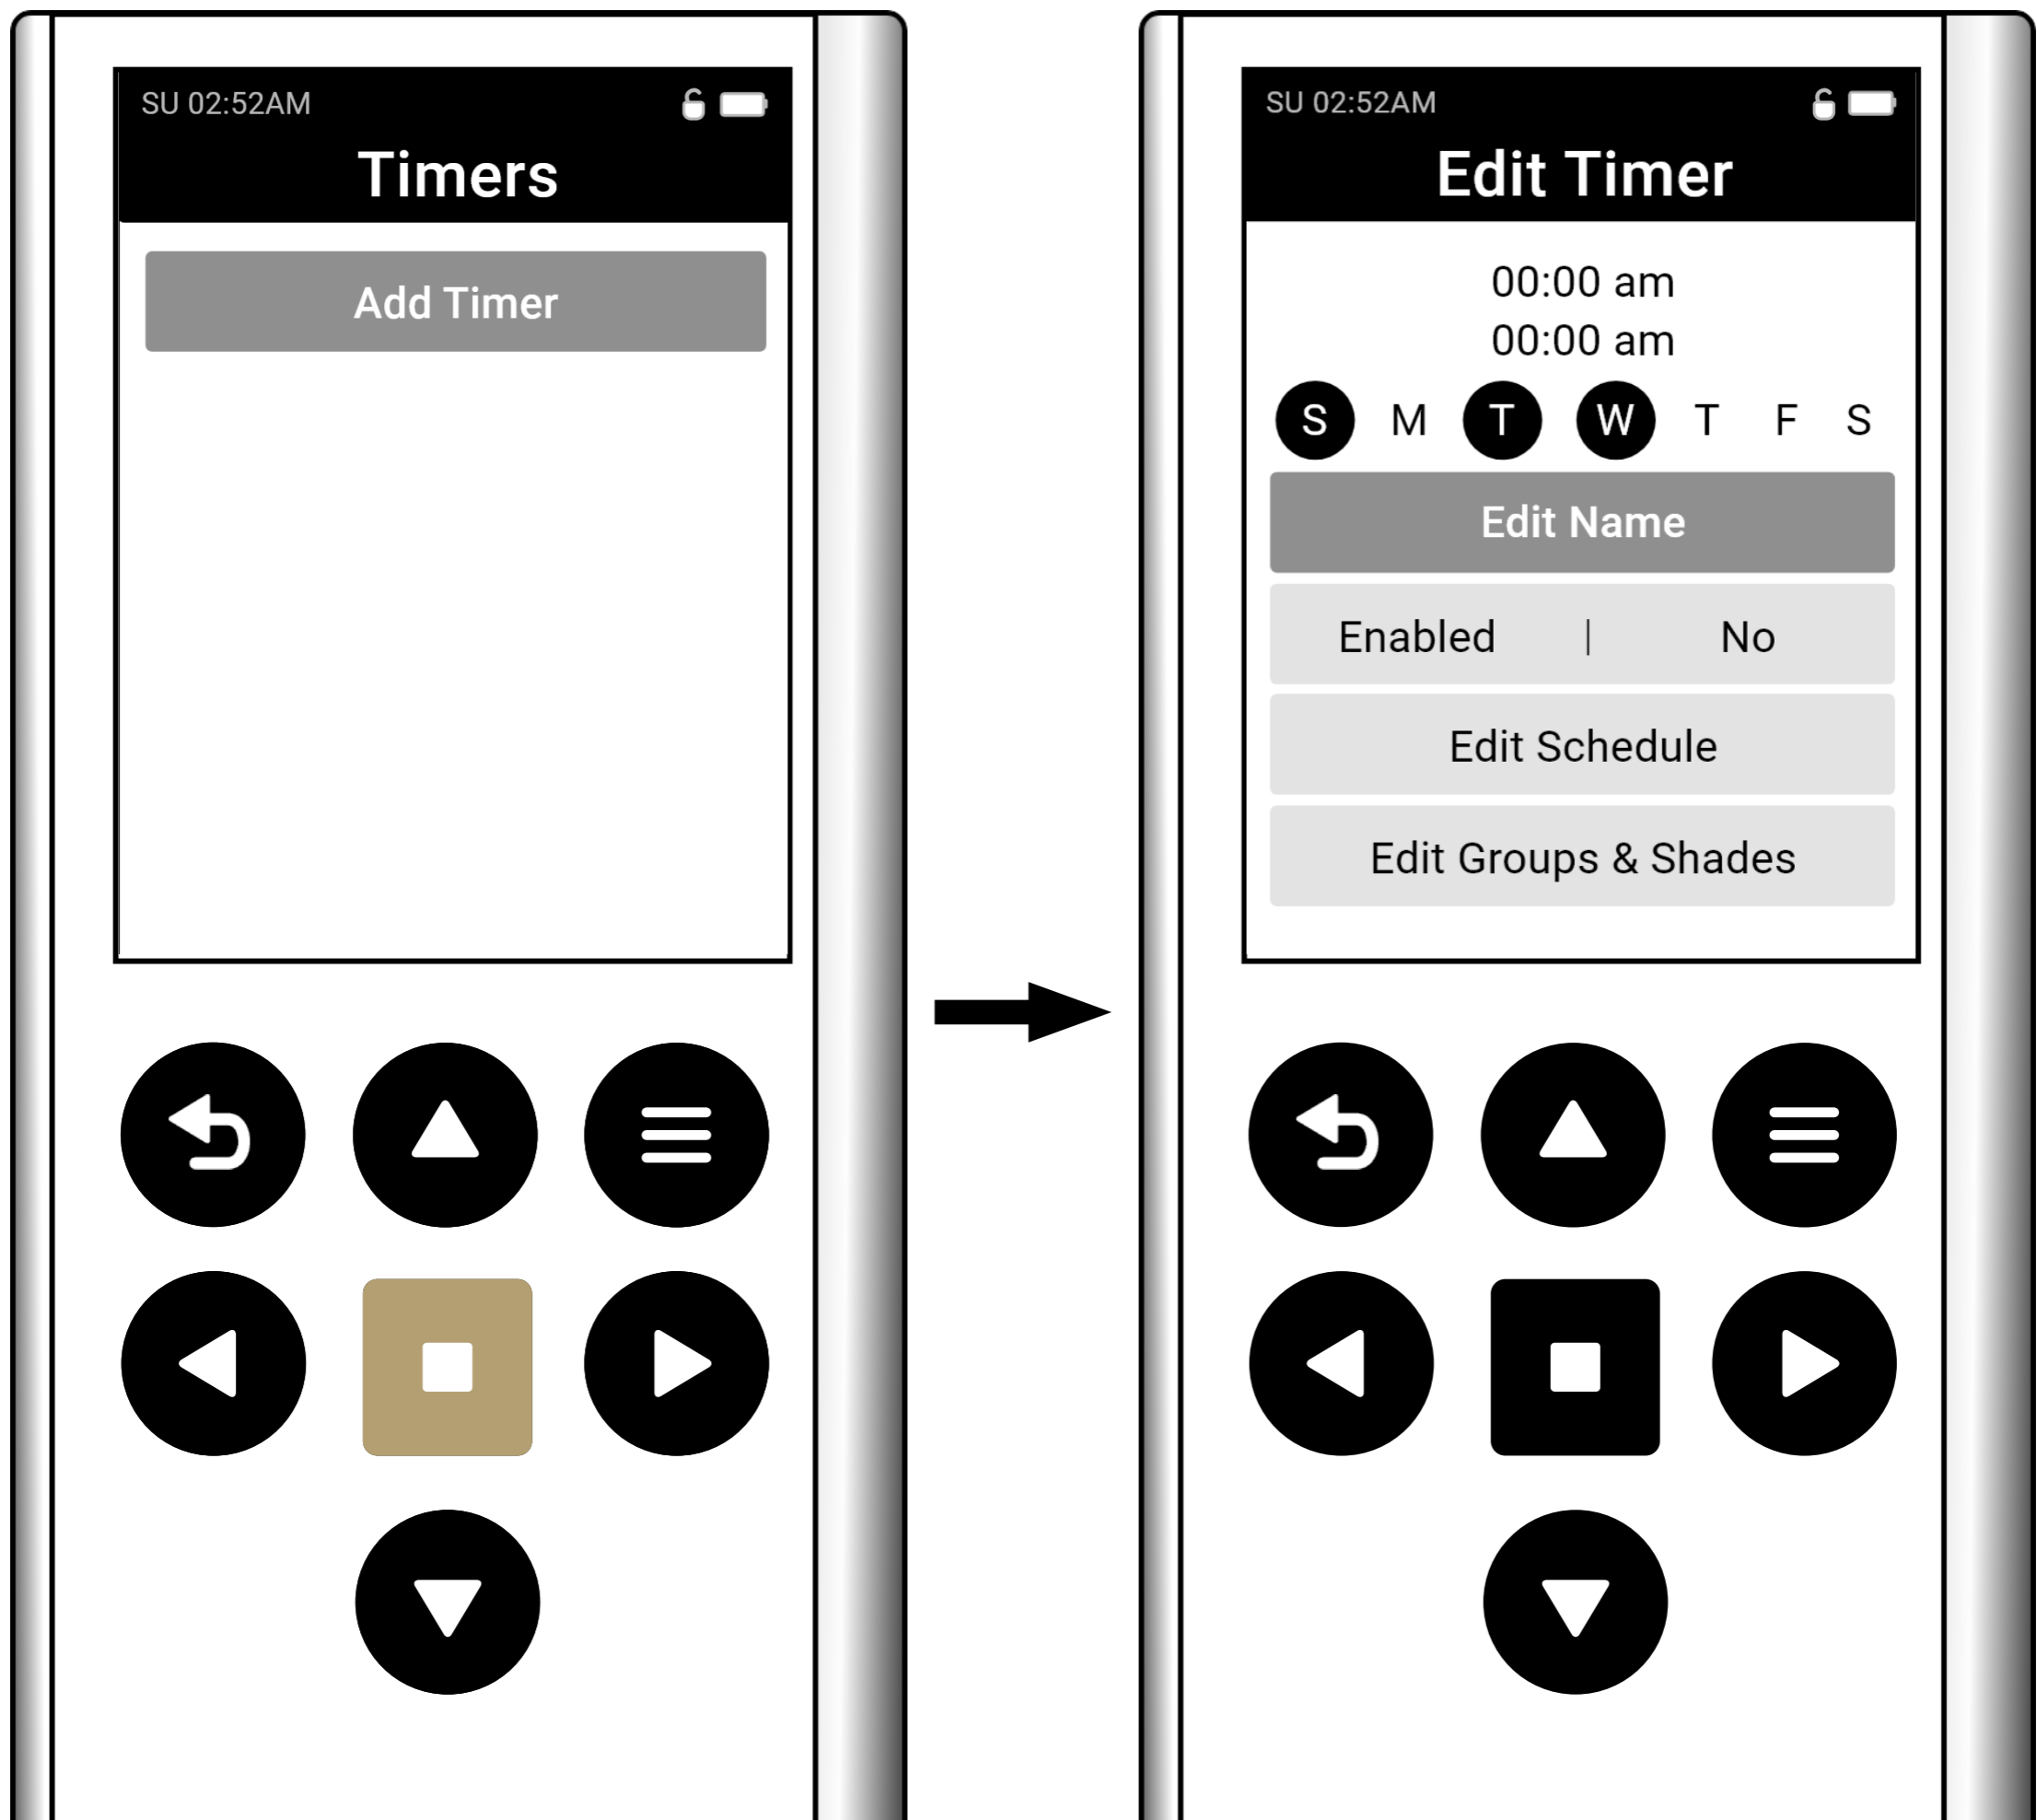 SU 02:52AM
Timers
Add Timer
SU 02:52AM
Edit Timer
00:00 am
00:00 am
S M T W T F S
Edit Name
Enabled | No
Edit Schedule
Edit Groups & Shades